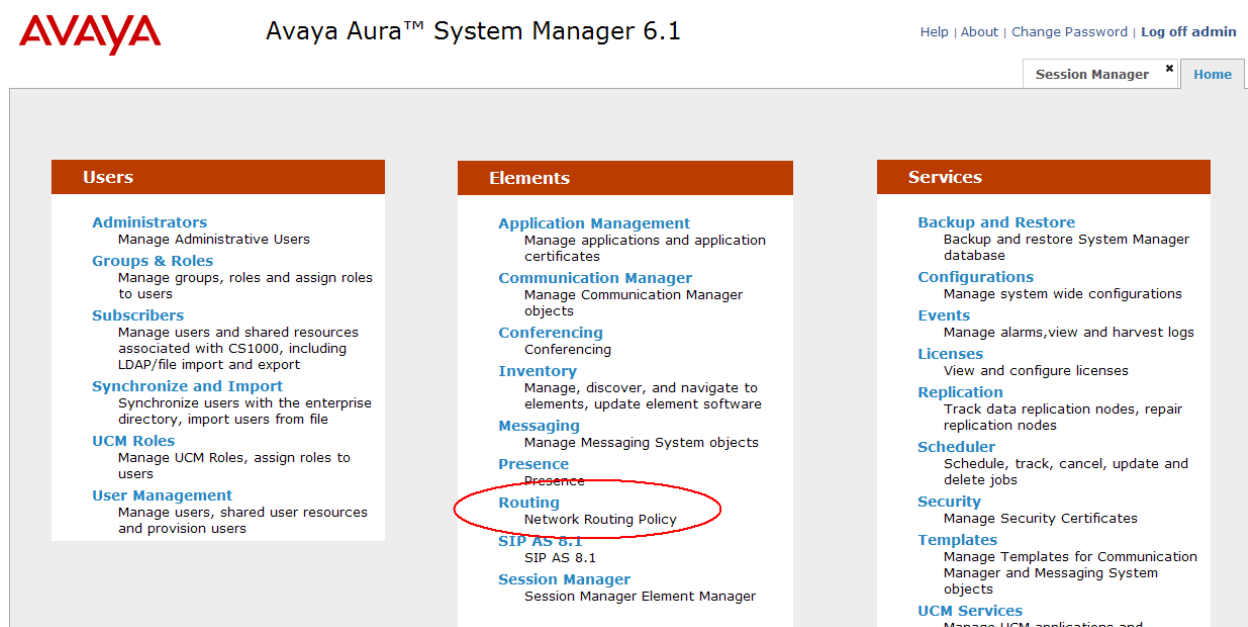 AVAYA
Avaya Aura™ System Manager 6.1
Help | About | Change Password | Log off admin
Session Manager ✖ Home
Users
Administrators
Manage Administrative Users
Groups & Roles
Manage groups, roles and assign roles
to users
Subscribers
Manage users and shared resources
associated with CS1000, including
LDAP/file import and export
Synchronize and Import
Synchronize users with the enterprise
directory, import users from file
UCM Roles
Manage UCM Roles, assign roles to
users
User Management
Manage users, shared user resources
and provision users
Elements
Application Management
Manage applications and application
certificates
Communication Manager
Manage Communication Manager
objects
Conferencing
Conferencing
Inventory
Manage, discover, and navigate to
elements, update element software
Messaging
Manage Messaging System objects
Presence
Presence
Routing
Network Routing Policy
SIP AS 8.1
SIP AS 8.1
Session Manager
Session Manager Element Manager
Services
Backup and Restore
Backup and restore System Manager
database
Configurations
Manage system wide configurations
Events
Manage alarms,view and harvest logs
Licenses
View and configure licenses
Replication
Track data replication nodes, repair
replication nodes
Scheduler
Schedule, track, cancel, update and
delete jobs
Security
Manage Security Certificates
Templates
Manage Templates for Communication
Manager and Messaging System
objects
UCM Services
Manage UCM applications and